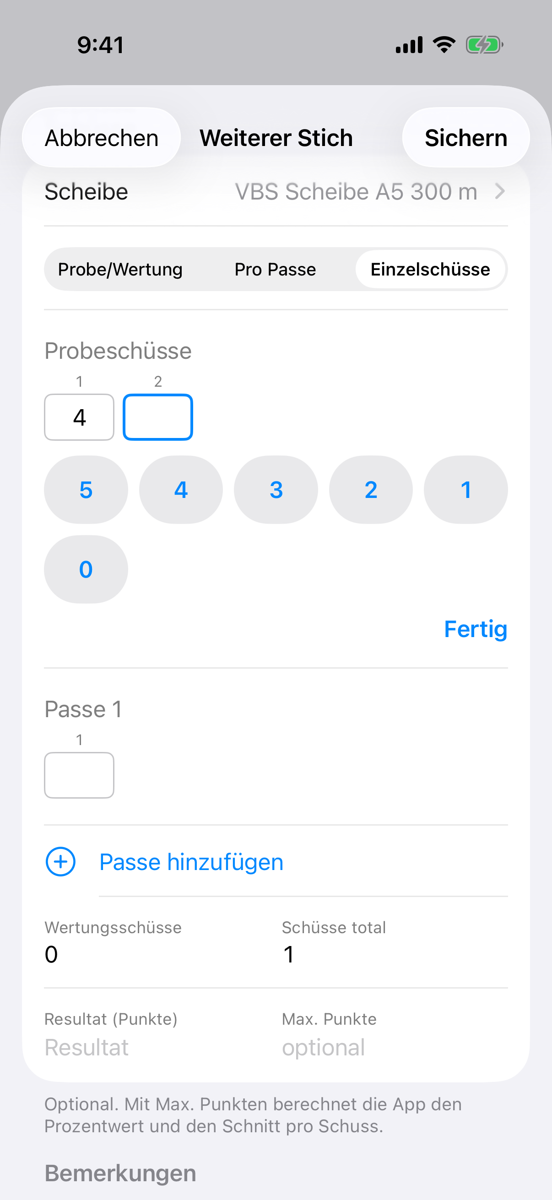 9:41
Abbrechen Weiterer Stich Sichern
Scheibe VBS Scheibe A5 300 m
Probe/Wertung Pro Passe Einzelschüsse
Probeschüsse
1 2
4
5 4 3 2 1
0
Fertig
Passe 1
1
Passe hinzufügen
Wertungsschüsse Schüsse total
0 1
Resultat (Punkte) Max. Punkte
Resultat optional
Optional. Mit Max. Punkten berechnet die App den
Prozentwert und den Schnitt pro Schuss.
Bemerkungen